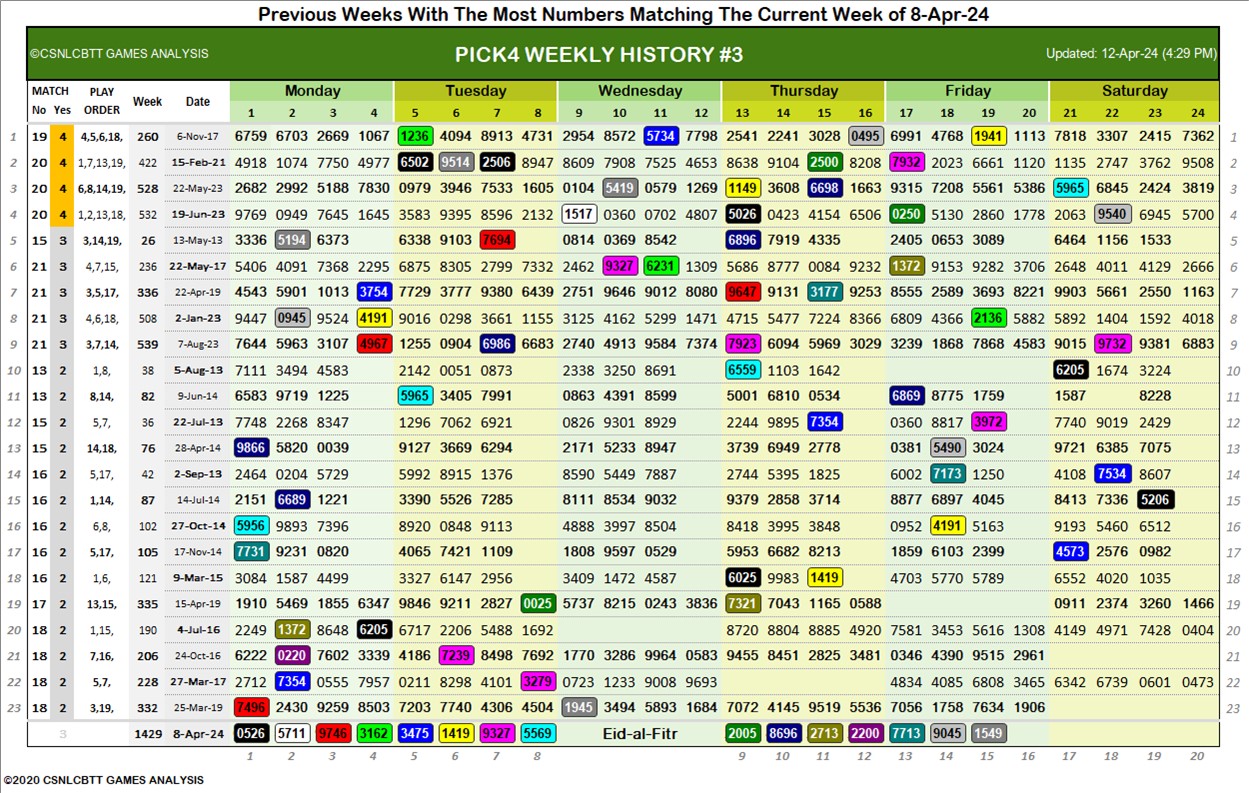 Previous Weeks With The Most Numbers Matching The Current Week of 8-Apr-24
©CSNLCBTT GAMES ANALYSIS PICK4 WEEKLY HISTORY #3 Updated: 12-Apr-24 (4:29 PM)
MATCH PLAY Week Date Monday Tuesday Wednesday Thursday Friday Saturday
No Yes ORDER 1 2 3 4 5 6 7 8 9 10 11 12 13 14 15 16 17 18 19 20 21 22 23 24
1 19 4 4,5,6,18, 260 6-Nov-17 6759 6703 2669 1067 1236 4094 8913 4731 2954 8572 5734 7798 2541 2241 3028 0495 6991 4768 1941 1113 7818 3307 2415 7362 1
2 20 4 1,7,13,19, 422 15-Feb-21 4918 1074 7750 4977 6502 9514 2506 8947 8609 7908 7525 4653 8638 9104 2500 8208 7932 2023 6661 1120 1135 2747 3762 9508 2
3 20 4 6,8,14,19, 528 22-May-23 2682 2992 5188 7830 0979 3946 7533 1605 0104 5419 0579 1269 1149 3608 6698 1663 9315 7208 5561 5386 5965 6845 2424 3819 3
4 20 4 1,2,13,18, 532 19-Jun-23 9769 0949 7645 1645 3583 9395 8596 2132 1517 0360 0702 4807 5026 0423 4154 6506 0250 5130 2860 1778 2063 9540 6945 5700 4
5 15 3 3,14,19, 26 13-May-13 3336 5194 6373 6338 9103 7694 0814 0369 8542 6896 7919 4335 2405 0653 3089 6464 1156 1533 5
6 21 3 4,7,15, 236 22-May-17 5406 4091 7368 2295 6875 8305 2799 7332 2462 9327 6231 1309 5686 8777 0084 9232 1372 9153 9282 3706 2648 4011 4129 2666 6
7 21 3 3,5,17, 336 22-Apr-19 4543 5901 1013 3754 7729 3777 9380 6439 2751 9646 9012 8080 9647 9131 3177 9253 8555 2589 3693 8221 9903 5661 2550 1163 7
8 21 3 4,6,18, 508 2-Jan-23 9447 0945 9524 4191 9016 0298 3661 1155 3125 4162 5299 1471 4715 5477 7224 8366 6809 4366 2136 5882 5892 1404 1592 4018 8
9 21 3 3,7,14, 539 7-Aug-23 7644 5963 3107 4967 1255 0904 6986 6683 2740 4913 9584 7374 7923 6094 5969 3029 3239 1868 7868 4583 9015 9732 9381 6883 9
10 13 2 1,8, 38 5-Aug-13 7111 3494 4583 2142 0051 0873 2338 3250 8691 6559 1103 1642 6205 1674 3224 10
11 13 2 8,14, 82 9-Jun-14 6583 9719 1225 5965 3405 7991 0863 4391 8599 5001 6810 0534 6869 8775 1759 1587 8228 11
12 15 2 5,7, 36 22-Jul-13 7748 2268 8347 1296 7062 6921 0826 9301 8929 2244 9895 7354 0360 8817 3972 7740 9019 2429 12
13 15 2 14,18, 76 28-Apr-14 9866 5820 0039 9127 3669 6294 2171 5233 8947 3739 6949 2778 0381 5490 3024 9721 6385 7075 13
14 16 2 5,17, 42 2-Sep-13 2464 0204 5729 5992 8915 1376 8590 5449 7887 2744 5395 1825 6002 7173 1250 4108 7534 8607 14
15 16 2 1,14, 87 14-Jul-14 2151 6689 1221 3390 5526 7285 8111 8534 9032 9379 2858 3714 8877 6897 4045 8413 7336 5206 15
16 16 2 6,8, 102 27-Oct-14 5956 9893 7396 8920 0848 9113 4888 3997 8504 8418 3995 3848 0952 4191 5163 9193 5460 6512 16
17 16 2 5,17, 105 17-Nov-14 7731 9231 0820 4065 7421 1109 1808 9597 0529 5953 6682 8213 1859 6103 2399 4573 2576 0982 17
18 16 2 1,6, 121 9-Mar-15 3084 1587 4499 3327 6147 2956 3409 1472 4587 6025 9983 1419 4703 5770 5789 6552 4020 1035 18
19 17 2 13,15, 335 15-Apr-19 1910 5469 1855 6347 9846 9211 2827 0025 5737 8215 0243 3836 7321 7043 1165 0588 0911 2374 3260 1466 19
20 18 2 1,15, 190 4-Jul-16 2249 1372 8648 6205 6717 2206 5488 1692 8720 8804 8885 4920 7581 3453 5616 1308 4149 4971 7428 0404 20
21 18 2 7,16, 206 24-Oct-16 6222 0220 7602 3339 4186 7239 8498 7692 1770 3286 9964 0583 9455 8451 2825 3481 0346 4390 9515 2961 21
22 18 2 5,7, 228 27-Mar-17 2712 7354 0555 7957 0211 8298 4101 3279 0723 1233 9008 9693 4834 4085 6808 3465 6342 6739 0601 0473 22
23 18 2 3,19, 332 25-Mar-19 7496 2430 9259 8503 7203 7740 4306 4504 1945 3494 5893 1684 7072 4145 9519 5536 7056 1758 7634 1906 23
3 1429 8-Apr-24 0526 5711 9746 3162 3475 1419 9327 5569 Eid-al-Fitr 2005 8696 2713 2200 7713 9045 1549
1 2 3 4 5 6 7 8 9 10 11 12 13 14 15 16 17 18 19 20
©2020 CSNLCBTT GAMES ANALYSIS